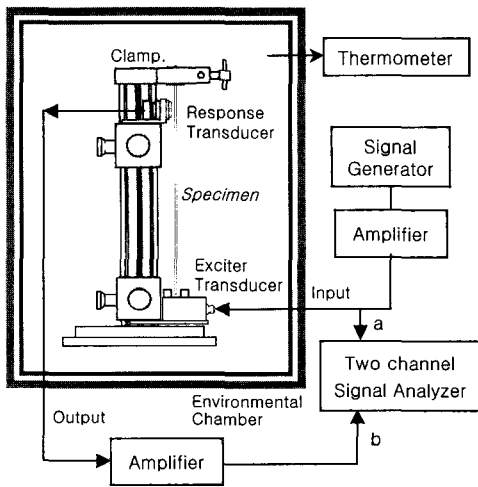 Clamp.
Thermometer
Response
Transducer
Signal
Generator
Specimen
Amplifier
Exciter
Transducer
Input
a
Two channel
Signal Analyzer
Environmental
Chamber
Output
b
Amplifier